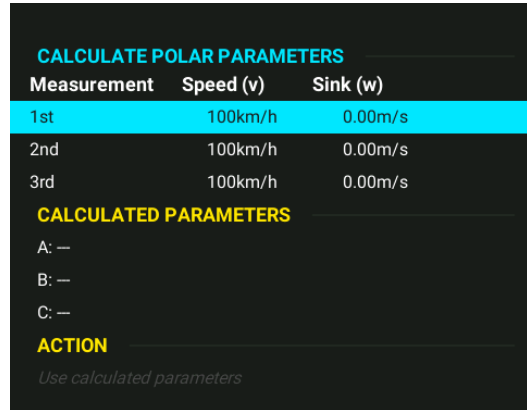 CALCULATE POLAR PARAMETERS
Measurement Speed (v) Sink (w)
1st 100km/h 0.00m/s
2nd 100km/h 0.00m/s
3rd 100km/h 0.00m/s
CALCULATED PARAMETERS
A: ---
B: ---
C: ---
ACTION
Use calculated parameters